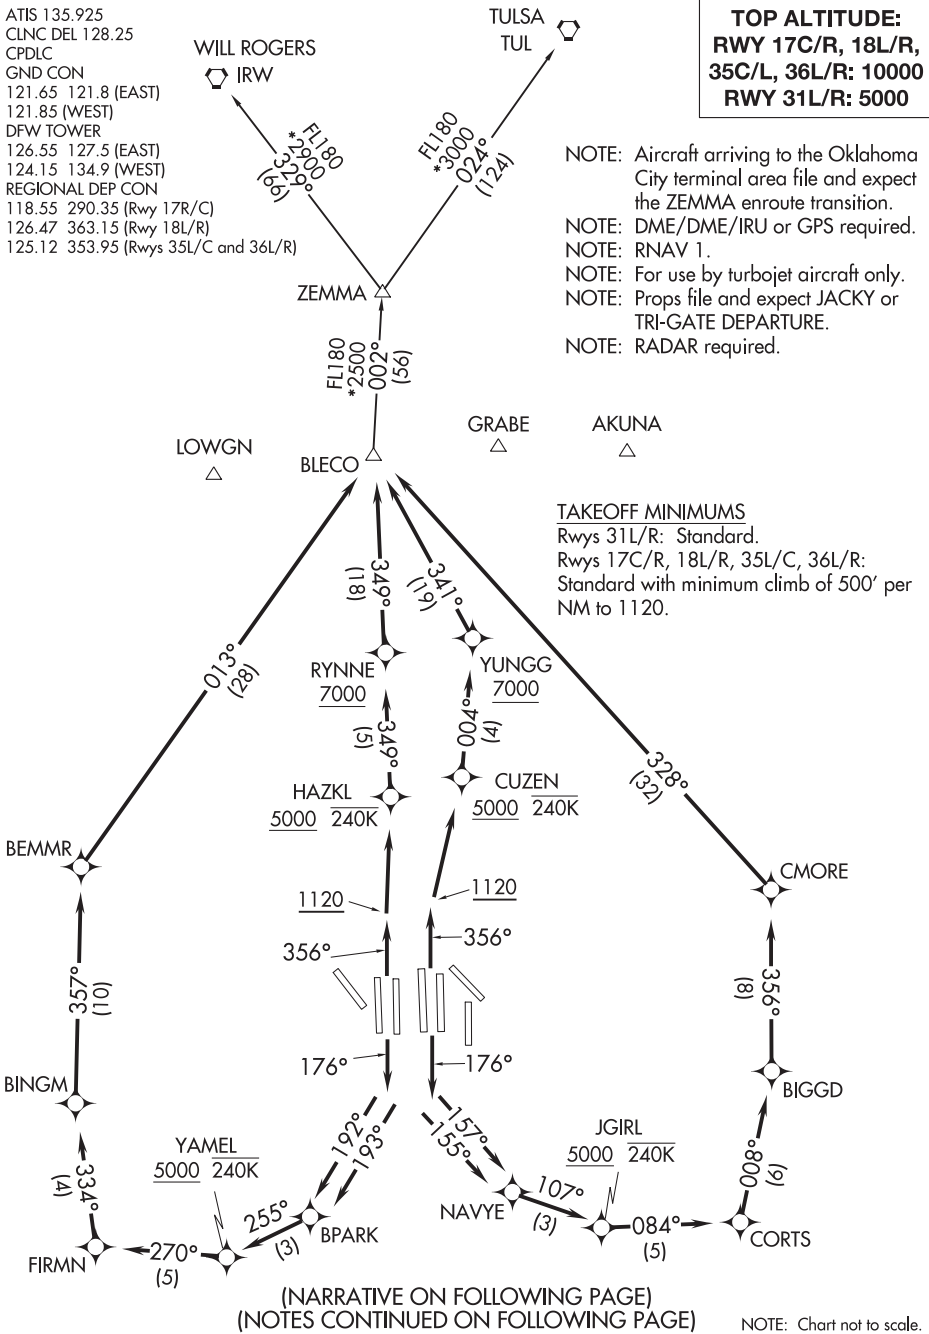 ATIS 135.925
CLNC DEL 128.25
CPDLC
GND CON
121.65 121.8 (EAST)
121.85 (WEST)
DFW TOWER
126.55 127.5 (EAST)
124.15 134.9 (WEST)
REGIONAL DEP CON
118.55 290.35 (Rwy 17R/C)
126.47 363.15 (Rwy 18L/R)
125.12 353.95 (Rwys 35L/C and 36L/R)
WILL ROGERS
IRW
TULSA
TUL
TOP ALTITUDE:
RWY 17C/R, 18L/R,
35C/L, 36L/R: 10000
RWY 31L/R: 5000
FL180
*2900
329°
(66)
FL180
*3000
024°
(124)
NOTE: Aircraft arriving to the Oklahoma
City terminal area file and expect
the ZEMMA enroute transition.
NOTE: DME/DME/IRU or GPS required.
NOTE: RNAV 1.
NOTE: For use by turbojet aircraft only.
NOTE: Props file and expect JACKY or
TRI-GATE DEPARTURE.
NOTE: RADAR required.
ZEMMA
FL180
*2500
002°
(56)
LOWGN
BLECO
GRABE
AKUNA
TAKEOFF MINIMUMS
Rwys 31L/R: Standard.
Rwys 17C/R, 18L/R, 35L/C, 36L/R:
Standard with minimum climb of 500' per
NM to 1120.
013°
(28)
349°
(18)
341°
(19)
328°
(32)
RYNNE
7000
YUNGG
7000
349°
(5)
004°
(4)
HAZKL
5000 240K
CUZEN
5000 240K
BEMMR
CMORE
1120
1120
356°
356°
357°
(10)
356°
(8)
176°
176°
BINGM
BIGGD
192°
193°
157°
155°
YAMEL
5000 240K
JGIRL
5000 240K
334°
(4)
008°
(6)
255°
(3)
BPARK
NAVYE
107°
(3)
084°
(5)
CORTS
FIRMN
270°
(5)
(NARRATIVE ON FOLLOWING PAGE)
(NOTES CONTINUED ON FOLLOWING PAGE)
NOTE: Chart not to scale.